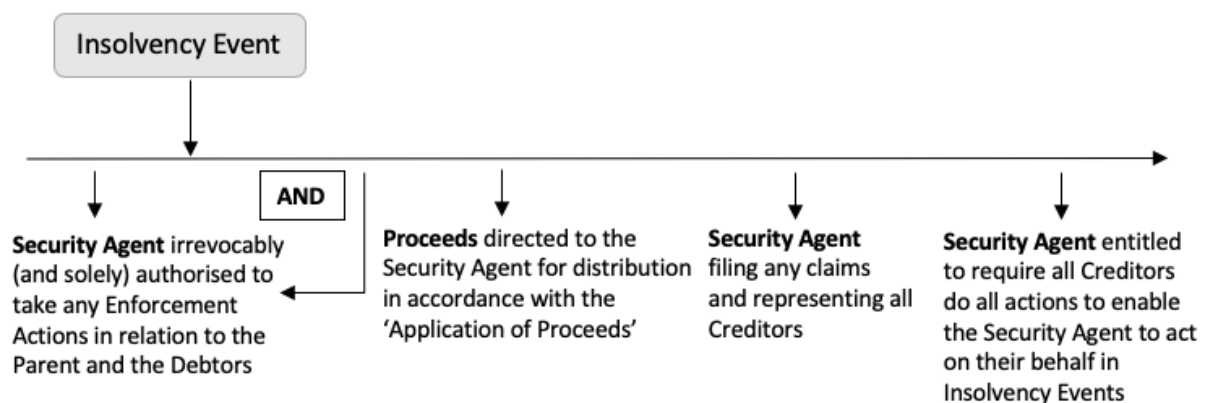 Insolvency Event
AND
Security Agent irrevocably
(and solely) authorised to
take any Enforcement
Actions in relation to the
Parent and the Debtors
Proceeds directed to the
Security Agent for distribution
in accordance with the
‘Application of Proceeds’
Security Agent
filing any claims
and representing all
Creditors
Security Agent entitled
to require all Creditors
do all actions to enable
the Security Agent to act
on their behalf in
Insolvency Events